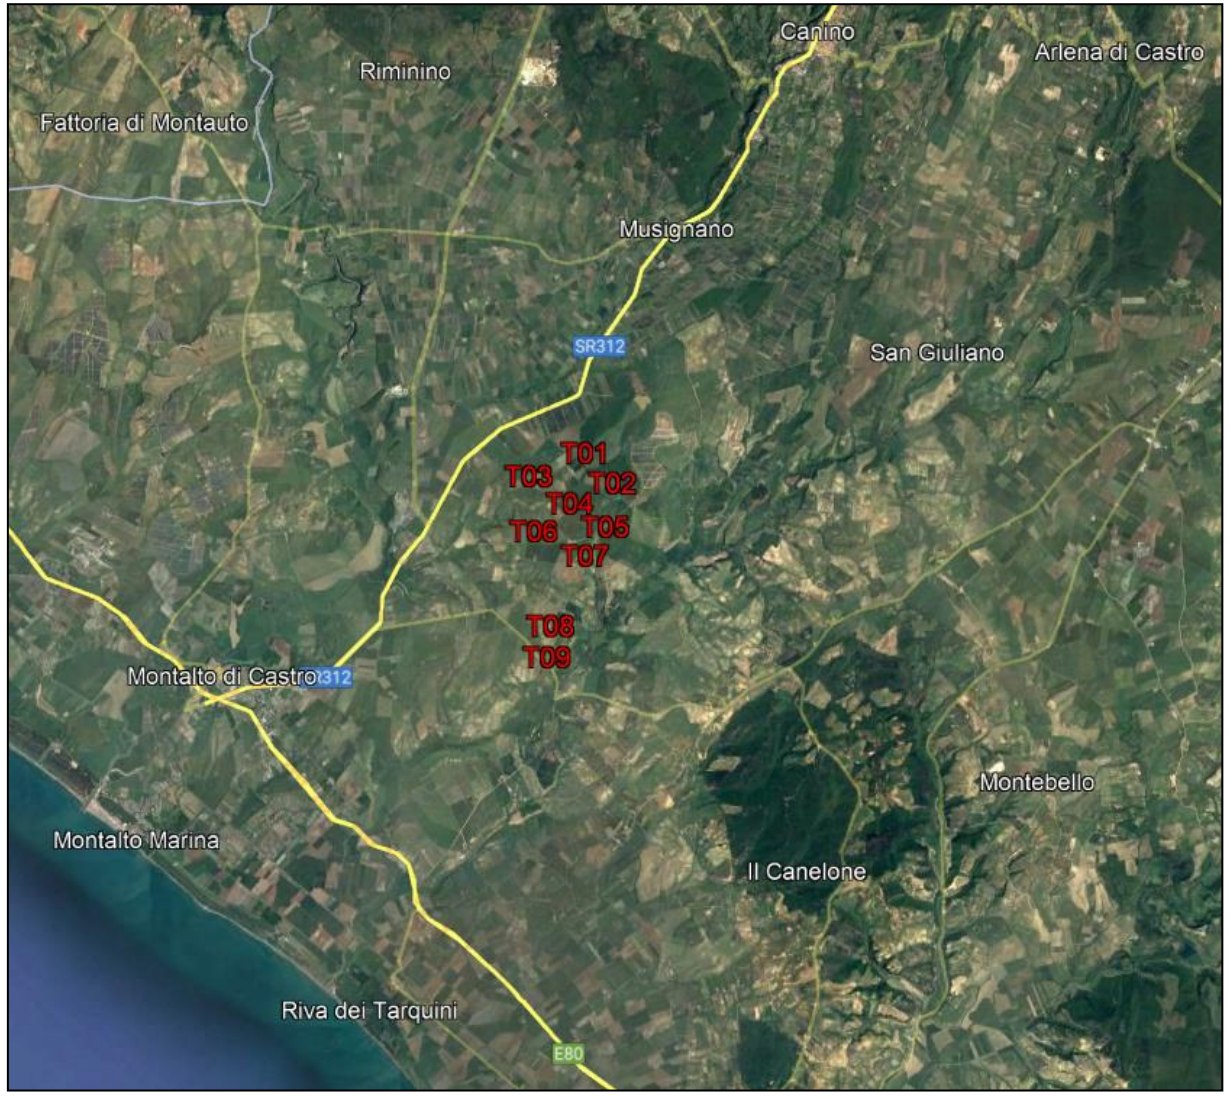 Canino
Arlena di Castro
Riminino
Fattoria di Montauto
Musignano
SR312
San Giuliano
T01
T03
T02
T04
T05
T06
T07
T08
T09
Montalto di Castro
R312
Montebello
Montalto Marina
Il Canelone
Riva dei Tarquini
E80